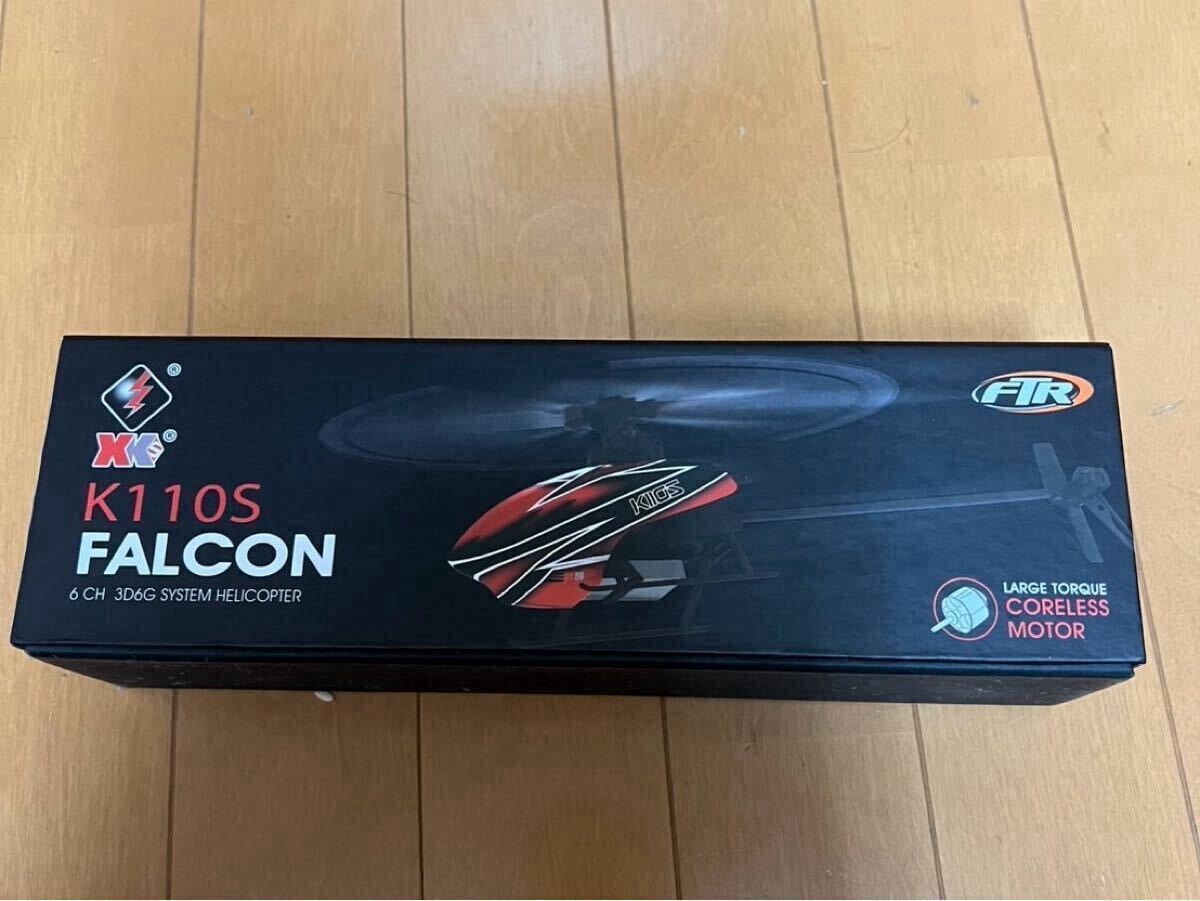 XK
K110S
FALCON
6 CH 3D6G SYSTEM HELICOPTER
K110S
FTR
LARGE TORQUE
CORELESS
MOTOR